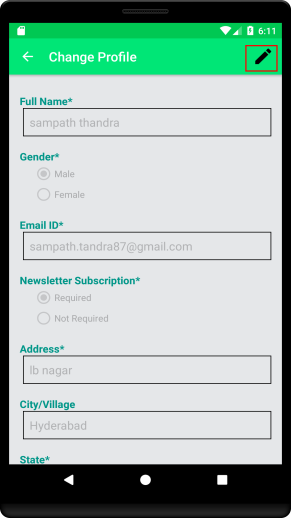 6:11
Change Profile
Full Name*
sampath thandra
Gender*
Male
Female
Email ID*
sampath.tandra87@gmail.com
Newsletter Subscription*
Required
Not Required
Address*
lb nagar
City/Village
Hyderabad
State*